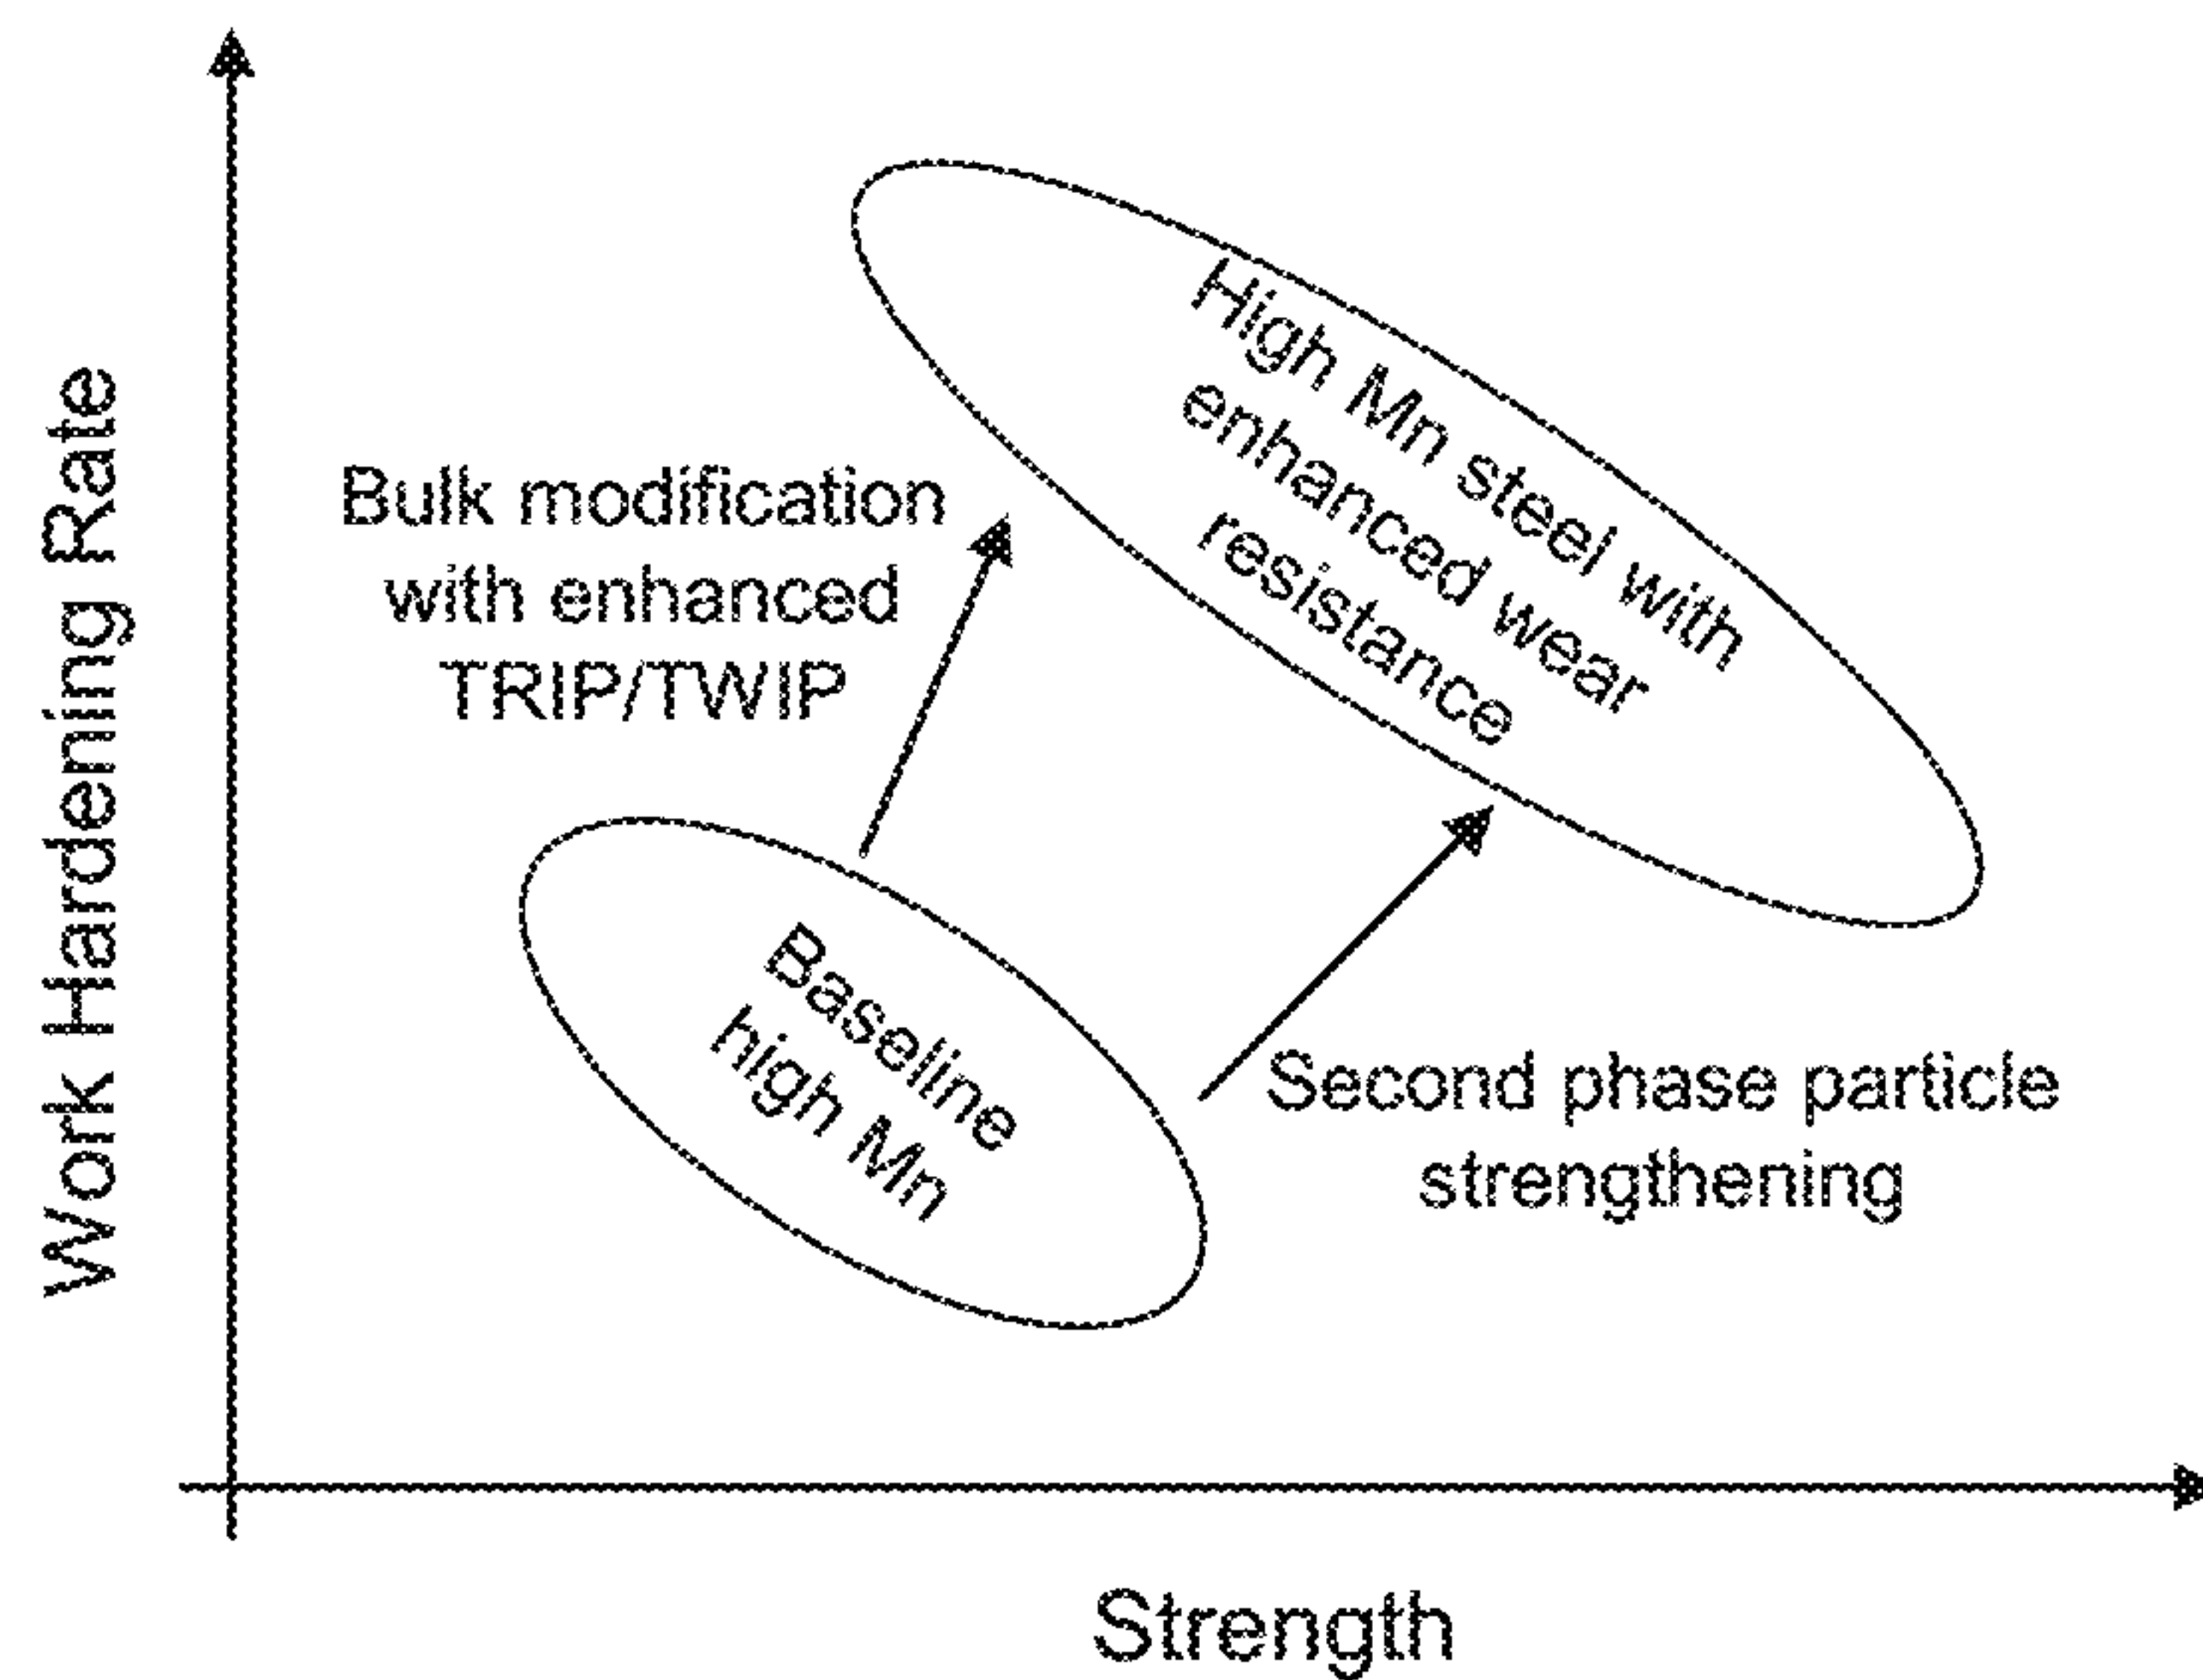 Work Hardening Rate
Bulk modification
with enhanced
TRIP/TWIP
High Mn steel with
enhanced wear
resistance
Baseline
high Mn
Second phase particle
strengthening
Strength